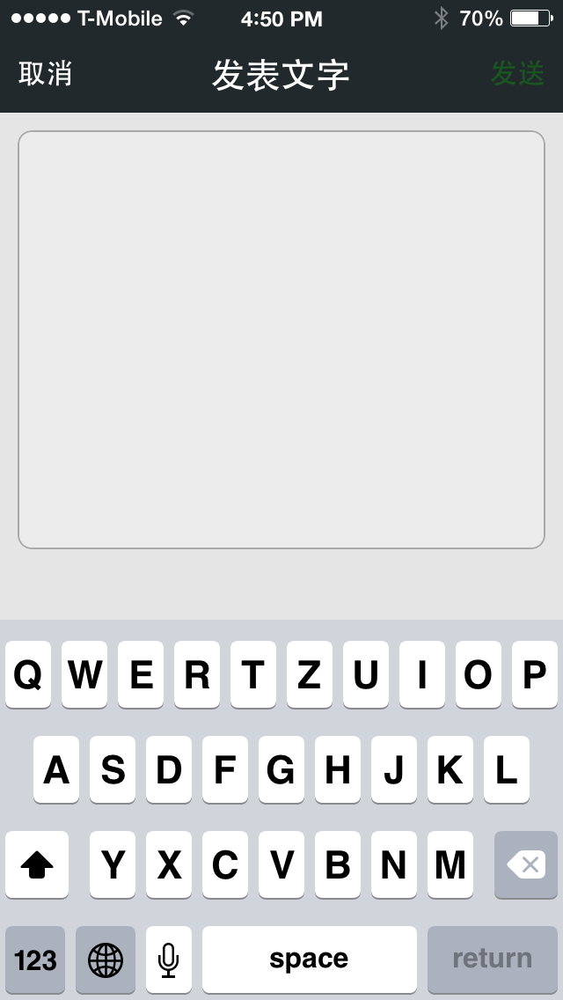 T-Mobile 4:50 PM 70%
取消 发表文字 发送
Q W E R T Z U I O P
A S D F G H J K L
Y X C V B N M
123 space return